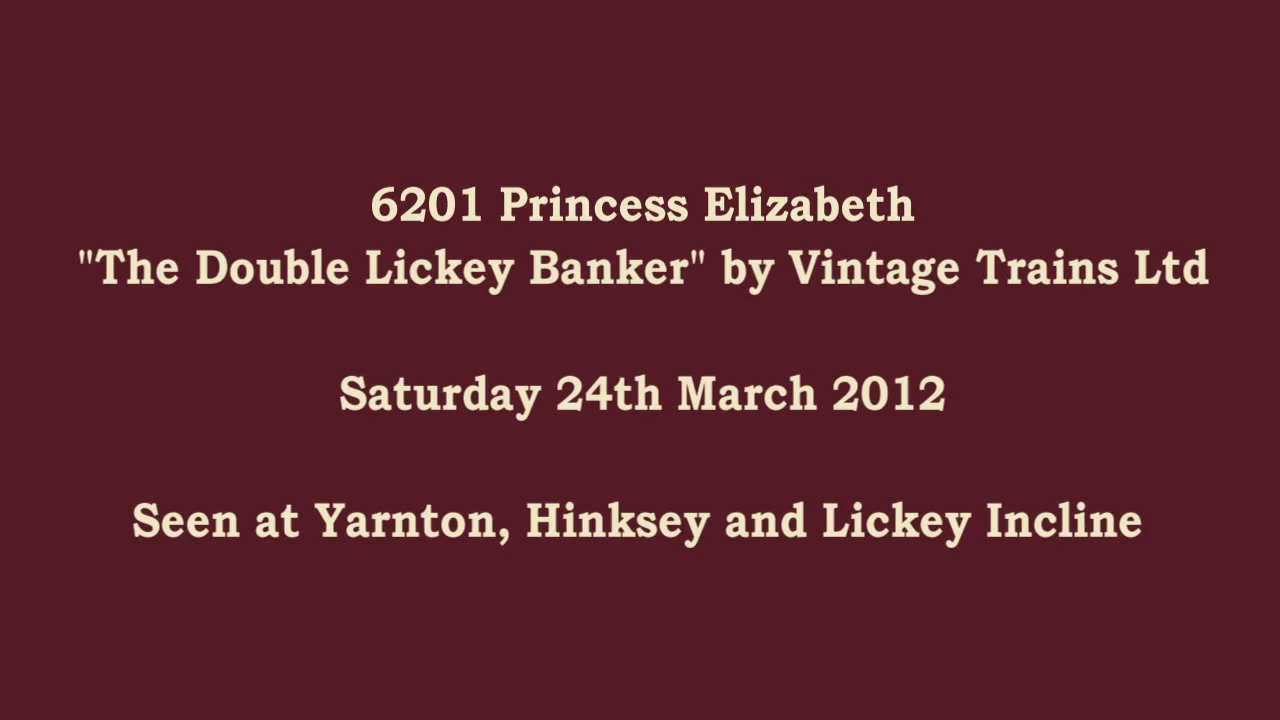 6201 Princess Elizabeth
"The Double Lickey Banker" by Vintage Trains Ltd
Saturday 24th March 2012
Seen at Yarnton, Hinksey and Lickey Incline